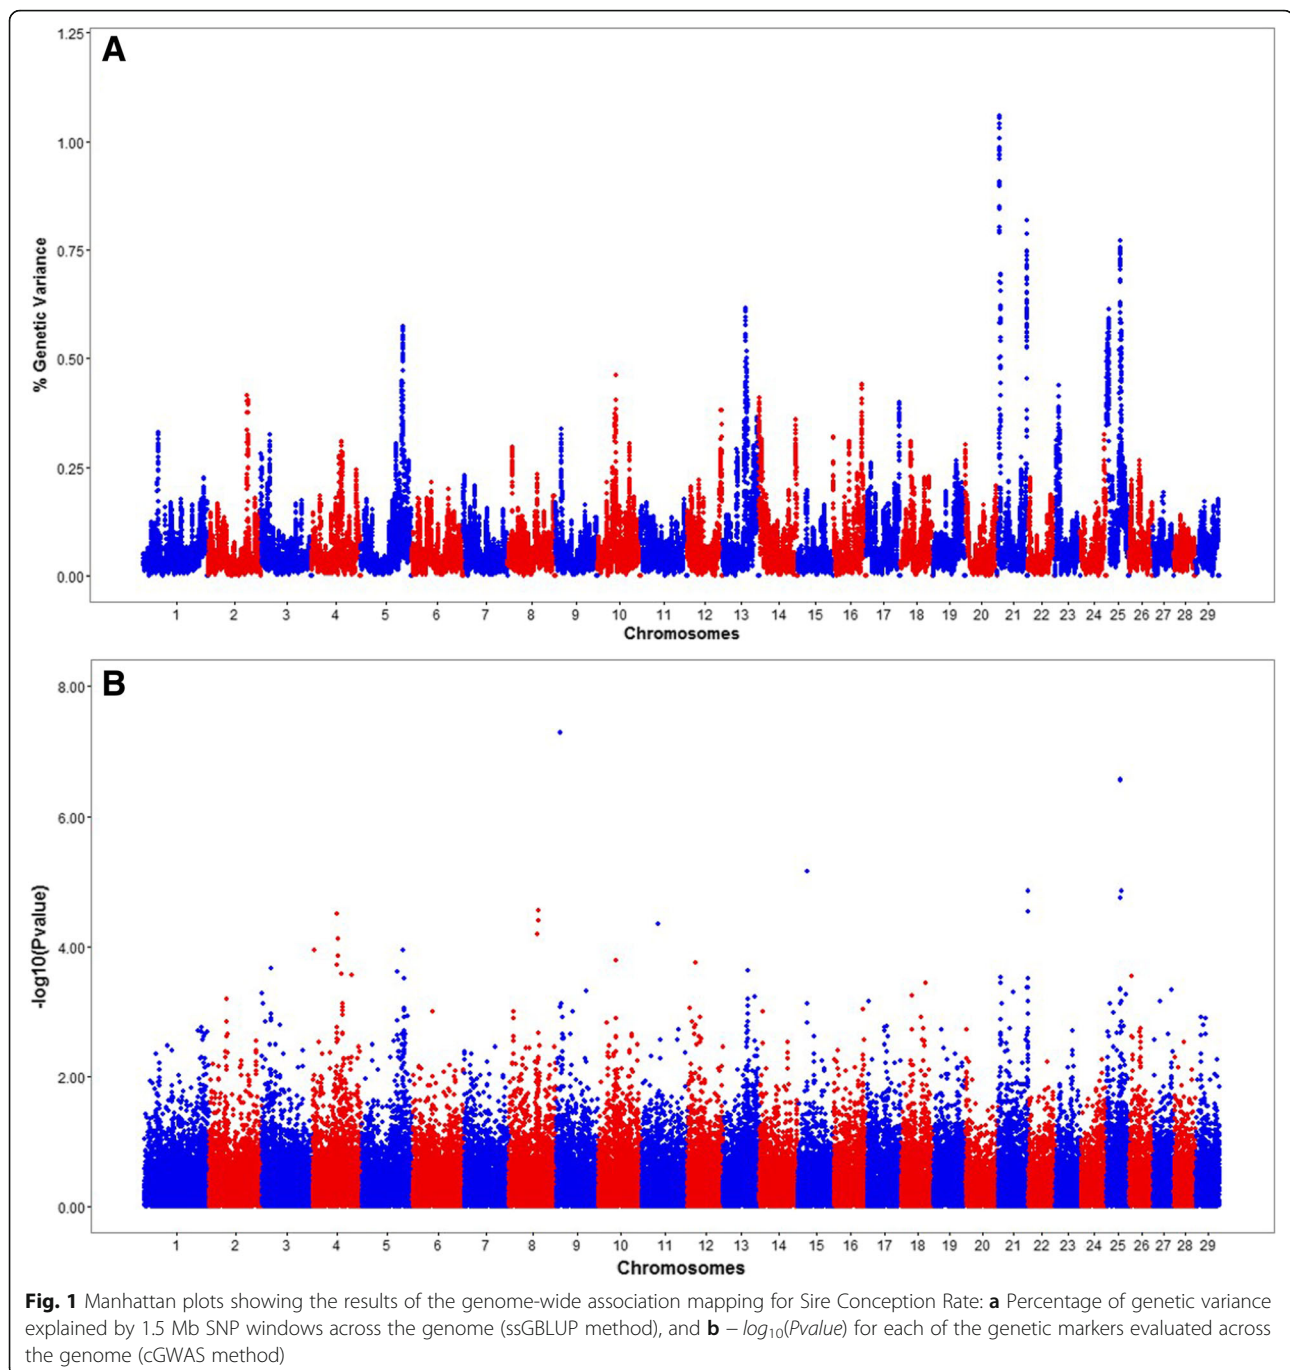 A
1.25
1.00
0.75
0.50
0.25
0.00
% Genetic Variance
1 2 3 4 5 6 7 8 9 10 11 12 13 14 15 16 17 18 19 20 21 22 23 24 25 26 27 28 29
Chromosomes
B
8.00
6.00
4.00
2.00
0.00
-log10(Pvalue)
1 2 3 4 5 6 7 8 9 10 11 12 13 14 15 16 17 18 19 20 21 22 23 24 25 26 27 28 29
Chromosomes
Fig. 1 Manhattan plots showing the results of the genome-wide association mapping for Sire Conception Rate: a Percentage of genetic variance
explained by 1.5 Mb SNP windows across the genome (ssGBLUP method), and b − log₁₀(Pvalue) for each of the genetic markers evaluated across
the genome (cGWAS method)